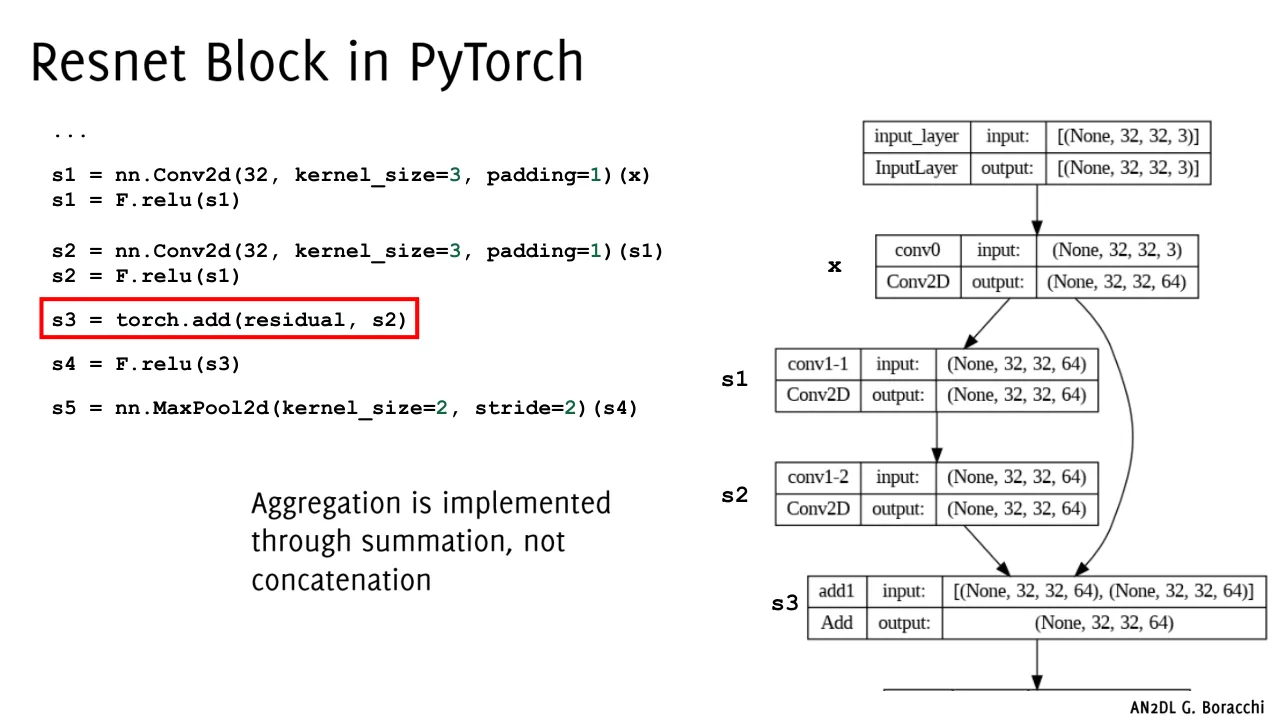 Resnet Block in PyTorch
...
s1 = nn.Conv2d(32, kernel_size=3, padding=1)(x)
s1 = F.relu(s1)
s2 = nn.Conv2d(32, kernel_size=3, padding=1)(s1)
s2 = F.relu(s1)
s3 = torch.add(residual, s2)
s4 = F.relu(s3)
s5 = nn.MaxPool2d(kernel_size=2, stride=2)(s4)
Aggregation is implemented
through summation, not
concatenation
input_layer input: [(None, 32, 32, 3)]
InputLayer output: [(None, 32, 32, 3)]
x
conv0 input: (None, 32, 32, 3)
Conv2D output: (None, 32, 32, 64)
s1
conv1-1 input: (None, 32, 32, 64)
Conv2D output: (None, 32, 32, 64)
s2
conv1-2 input: (None, 32, 32, 64)
Conv2D output: (None, 32, 32, 64)
s3
add1 input: [(None, 32, 32, 64), (None, 32, 32, 64)]
Add output: (None, 32, 32, 64)
AN2DL G. Boracchi